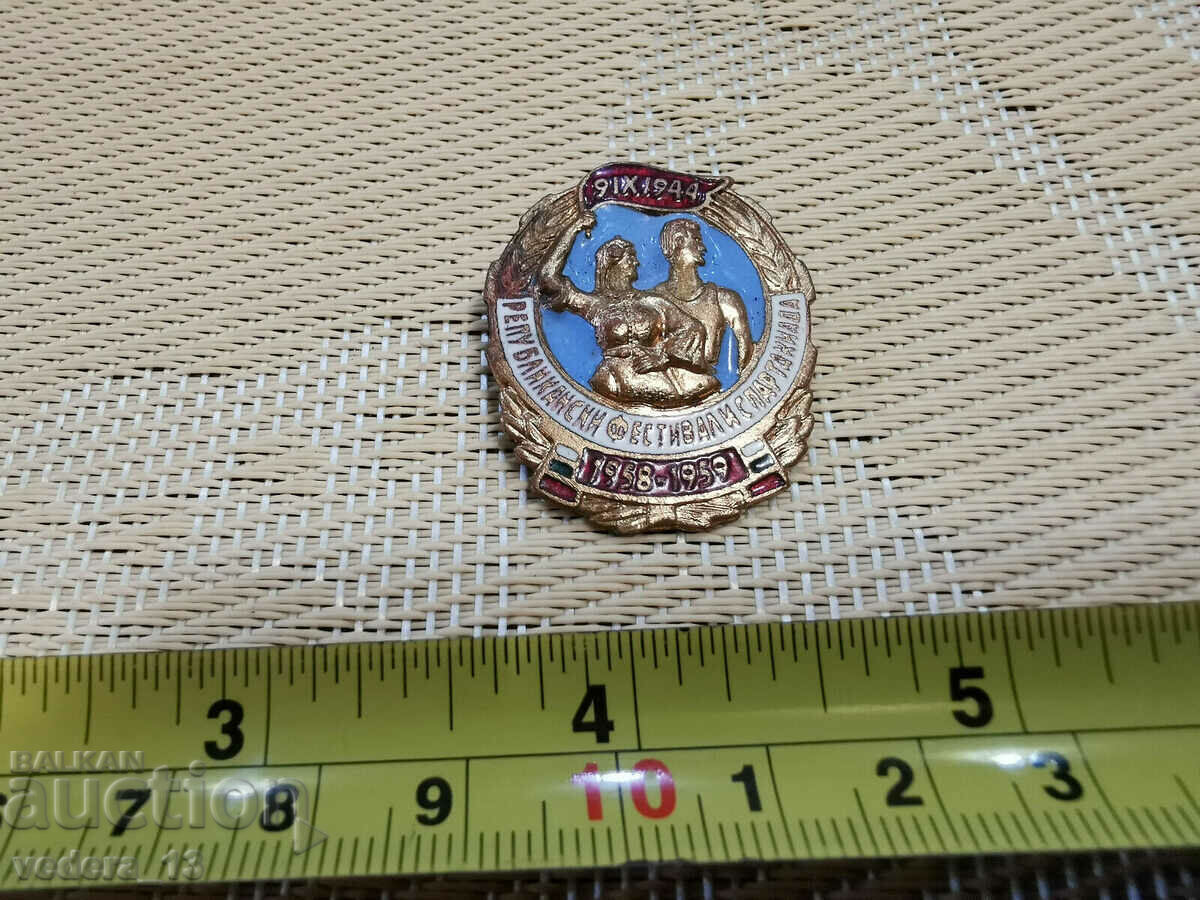 9 IX 1944
РЕПУБЛИКАНСКИ ФЕСТИВАЛ И СПАРТАКИАДА
1958-1959
3 4 5
7 8 9 10 1 2 3
BALKAN
auction
vedera_13